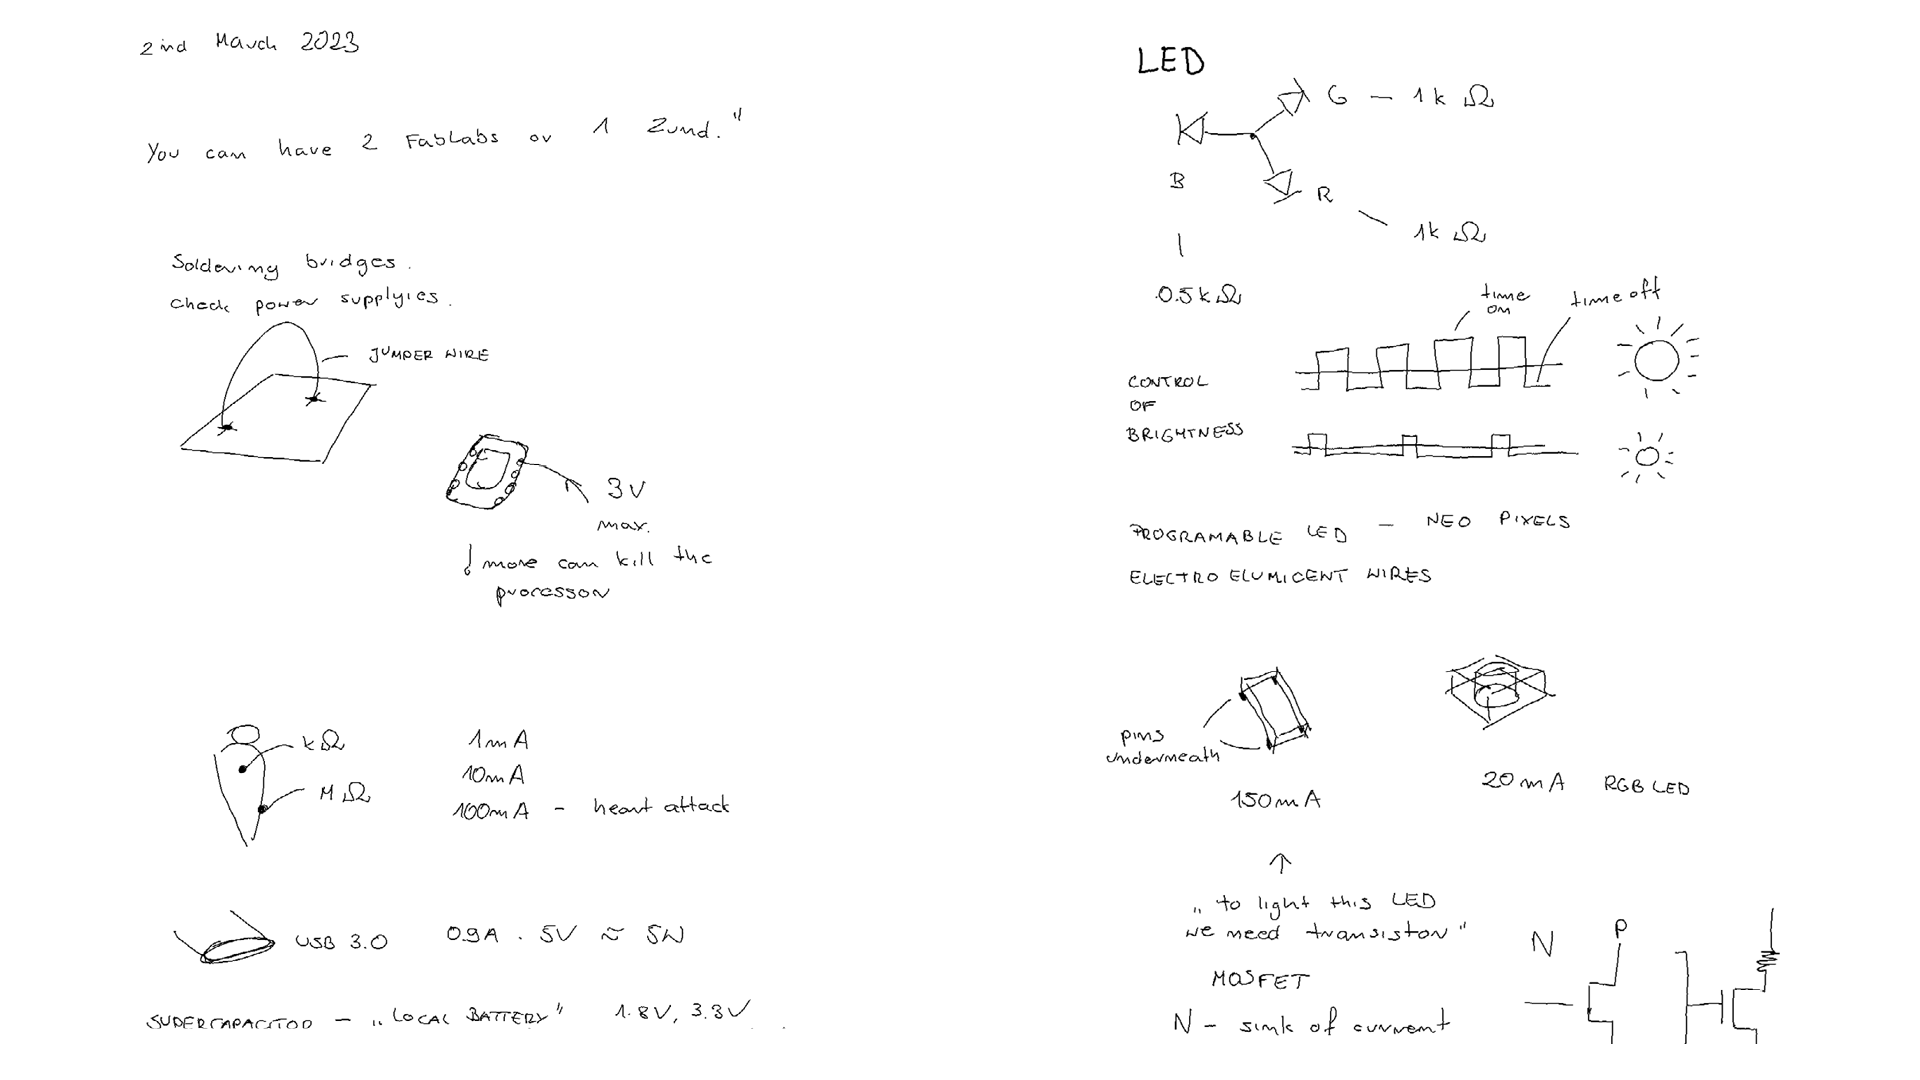 2nd March 2023
You can have 2 FabLabs or 1 Zund."
Soldering bridges.
Check power supplyies.
JUMPER WIRE
3V
max.
! more can kill the
processor
kΩ
MΩ
1mA
10mA
100mA - heart attack
USB 3.0 0.9A . 5V ≈ 5W
SUPERCAPACITOR - „LOCAL BATTERY" 1.8V, 3.3V
LED
G - 1k Ω
B
R - 1k Ω
0.5kΩ
time on
time off
CONTROL
OF
BRIGHTNESS
PROGRAMABLE LED - NEO PIXELS
ELECTRO ELUMICENT WIRES
pins
underneath
150mA
20mA RGB LED
„to light this LED
we need transistor"
MOSFET
N - sink of current
N
P